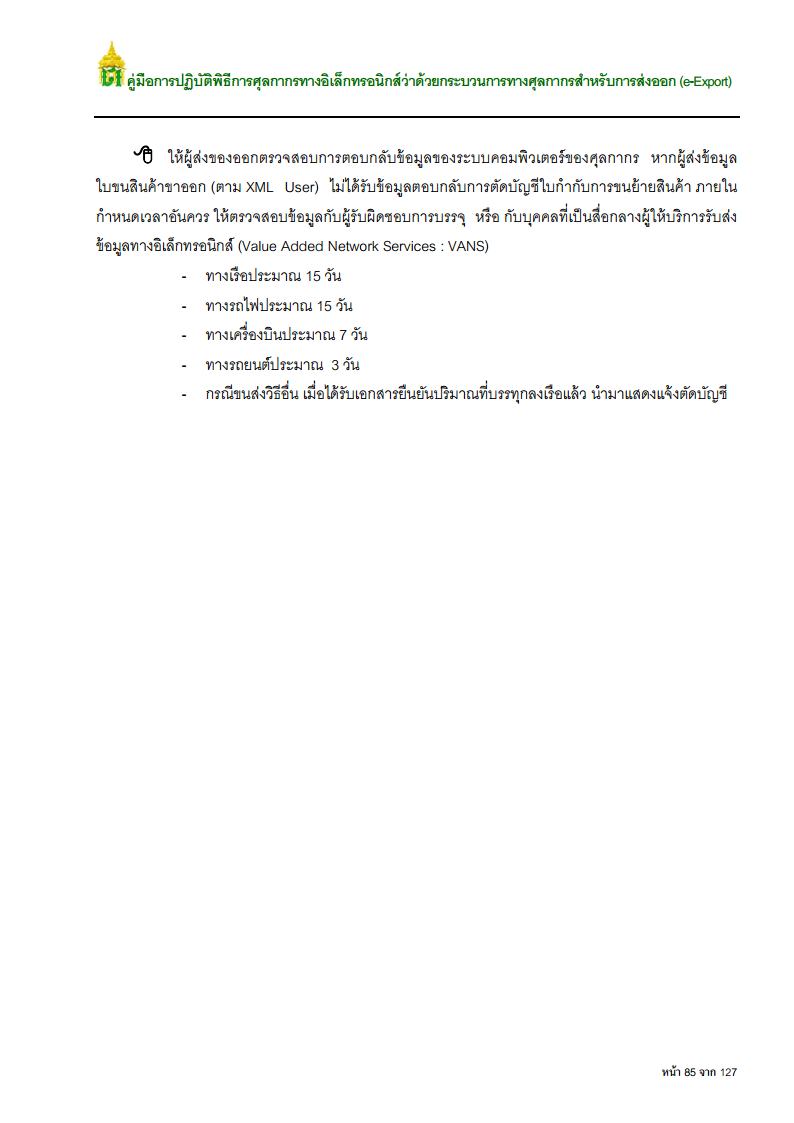 คู่มือการปฏิบัติพิธีการศุลกากรทางอิเล็กทรอนิกส์ว่าด้วยกระบวนการทางศุลกากรสำหรับการส่งออก (e-Export)
ให้ผู้ส่งของออกตรวจสอบการตอบกลับข้อมูลของระบบคอมพิวเตอร์ของศุลกากร หากผู้ส่งข้อมูล
ใบขนสินค้าขาออก (ตาม XML User) ไม่ได้รับข้อมูลตอบกลับการตัดบัญชีใบกำกับการขนย้ายสินค้า ภายใน
กำหนดเวลาอันควร ให้ตรวจสอบข้อมูลกับผู้รับผิดชอบการบรรจุ หรือ กับบุคคลที่เป็นสื่อกลางผู้ให้บริการรับส่ง
ข้อมูลทางอิเล็กทรอนิกส์ (Value Added Network Services : VANS)
- ทางเรือประมาณ 15 วัน
- ทางรถไฟประมาณ 15 วัน
- ทางเครื่องบินประมาณ 7 วัน
- ทางรถยนต์ประมาณ 3 วัน
- กรณีขนส่งวิธีอื่น เมื่อได้รับเอกสารยืนยันปริมาณที่บรรทุกลงเรือแล้ว นำมาแสดงแจ้งตัดบัญชี
หน้า 85 จาก 127